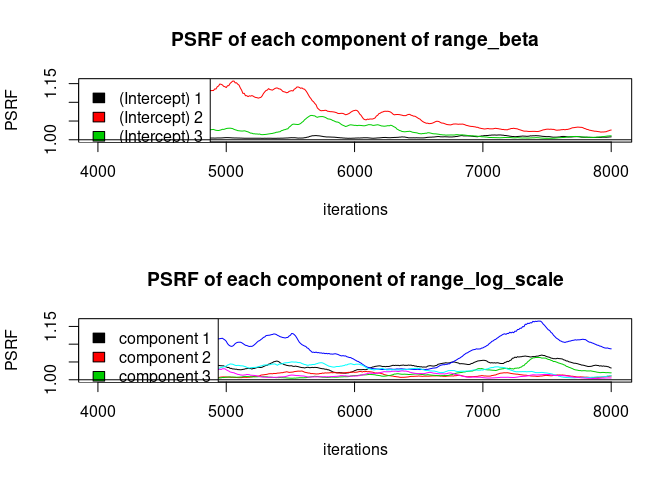 PSRF of each component of range_beta
PSRF
1.00 1.15
(Intercept) 1
(Intercept) 2
(Intercept) 3
4000 5000 6000 7000 8000
iterations
PSRF of each component of range_log_scale
PSRF
1.00 1.15
component 1
component 2
component 3
4000 5000 6000 7000 8000
iterations